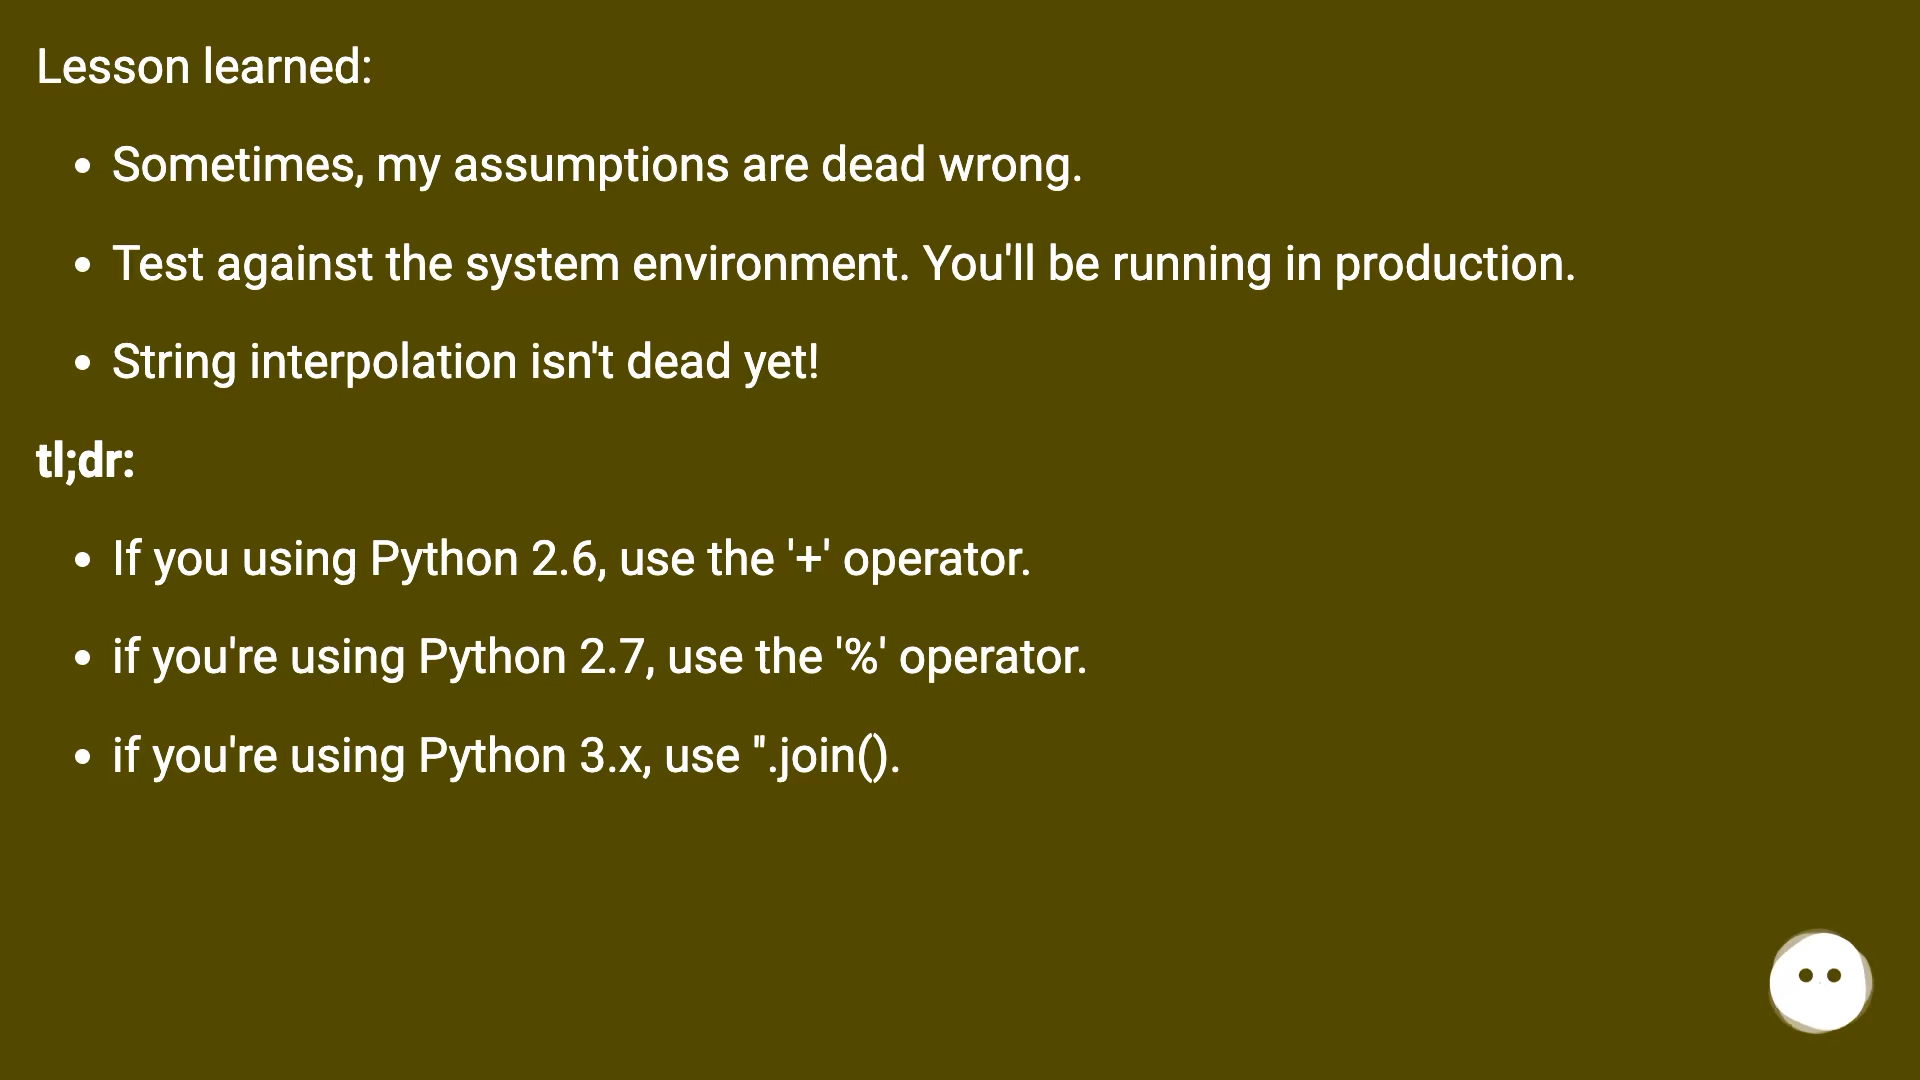 Lesson learned:
Sometimes, my assumptions are dead wrong.
Test against the system environment. You'll be running in production.
String interpolation isn't dead yet!
tl;dr:
If you using Python 2.6, use the '+' operator.
if you're using Python 2.7, use the '%' operator.
if you're using Python 3.x, use ''.join().